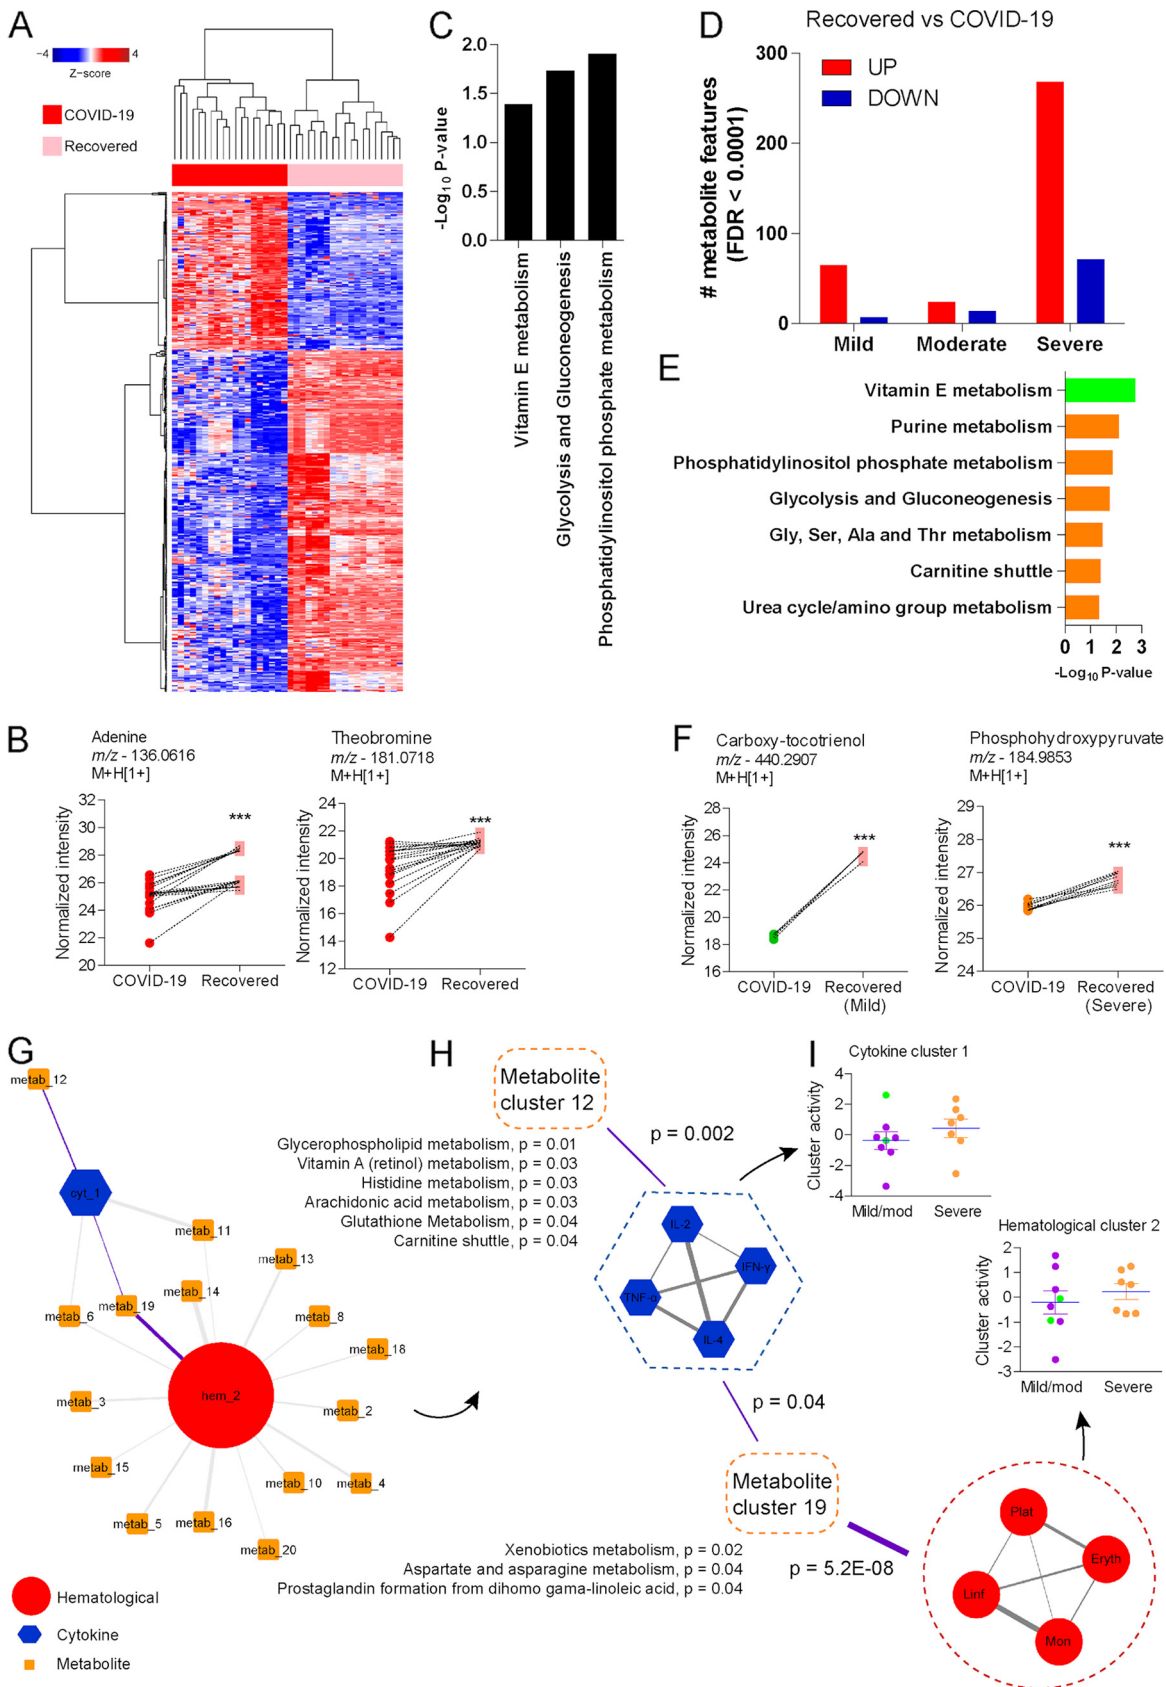 A
−4
4
Z-score
COVID-19
Recovered
C
2.0
1.5
1.0
0.5
0.0
-Log10 P-value
Vitamin E metabolism
Glycolysis and Gluconeogenesis
Phosphatidylinositol phosphate metabolism
D
Recovered vs COVID-19
300
200
100
0
# metabolite features
(FDR < 0.0001)
UP
DOWN
Mild
Moderate
Severe
E
Vitamin E metabolism
Purine metabolism
Phosphatidylinositol phosphate metabolism
Glycolysis and Gluconeogenesis
Gly, Ser, Ala and Thr metabolism
Carnitine shuttle
Urea cycle/amino group metabolism
0 1 2 3
-Log10 P-value
B
Adenine
m/z - 136.0616
M+H[1+]
32
30
28
26
24
22
20
Normalized intensity
***
COVID-19 Recovered
Theobromine
m/z - 181.0718
M+H[1+]
24
22
20
18
16
14
12
Normalized intensity
***
COVID-19 Recovered
F
Carboxy-tocotrienol
m/z - 440.2907
M+H[1+]
28
26
24
22
20
18
16
Normalized intensity
***
COVID-19 Recovered
(Mild)
Phosphohydroxypyruvate
m/z - 184.9853
M+H[1+]
29
28
27
26
25
24
Normalized intensity
***
COVID-19 Recovered
(Severe)
G
metab_12
cyt_1
metab_11
metab_13
metab_14
metab_19
metab_6
metab_8
metab_18
hem_2
metab_3
metab_2
metab_15
metab_10
metab_4
metab_5
metab_16
metab_20
Hematological
Cytokine
Metabolite
H
Metabolite
cluster 12
p = 0.002
Glycerophospholipid metabolism, p = 0.01
Vitamin A (retinol) metabolism, p = 0.03
Histidine metabolism, p = 0.03
Arachidonic acid metabolism, p = 0.03
Glutathione Metabolism, p = 0.04
Carnitine shuttle, p = 0.04
IL-2
IFN-γ
TNF-α
IL-4
p = 0.04
Metabolite
cluster 19
Xenobiotics metabolism, p = 0.02
Aspartate and asparagine metabolism, p = 0.04
Prostaglandin formation from dihomo gama-linoleic acid, p = 0.04
p = 5.2E-08
Plat
Eryth
Linf
Mon
I
Cytokine cluster 1
4
2
0
-2
-4
Cluster activity
Mild/mod Severe
Hematological cluster 2
2
1
0
-1
-2
-3
Cluster activity
Mild/mod Severe